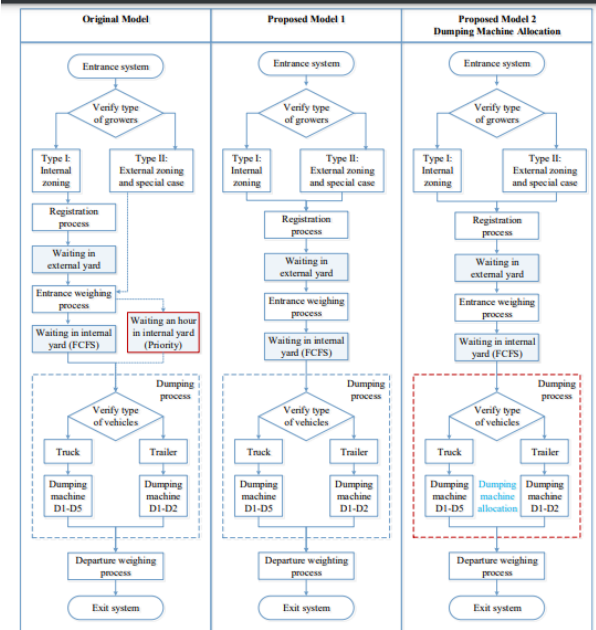 Original Model
Entrance system
Verify type
of growers
Type I:
Internal
zoning
Type II:
External zoning
and special case
Registration
process
Waiting in
external yard
Entrance weighing
process
Waiting in internal
yard (FCFS)
Waiting an hour
in internal yard
(Priority)
Dumping
process
Verify type
of vehicles
Truck
Trailer
Dumping
machine
D1-D5
Dumping
machine
D1-D2
Departure weighing
process
Exit system
Proposed Model 1
Entrance system
Verify type
of growers
Type I:
Internal
zoning
Type II:
External zoning
and special case
Registration
process
Waiting in
external yard
Entrance weighing
process
Waiting in internal
yard (FCFS)
Dumping
process
Verify type
of vehicles
Truck
Trailer
Dumping
machine
D1-D5
Dumping
machine
D1-D2
Departure weighting
process
Exit system
Proposed Model 2
Dumping Machine Allocation
Entrance system
Verify type
of growers
Type I:
Internal
zoning
Type II:
External zoning
and special case
Registration
process
Waiting in
external yard
Entrance weighing
process
Waiting in internal
yard (FCFS)
Dumping
process
Verify type
of vehicles
Truck
Trailer
Dumping
machine
D1-D5
Dumping
machine
allocation
Dumping
machine
D1-D2
Departure weighing
process
Exit system